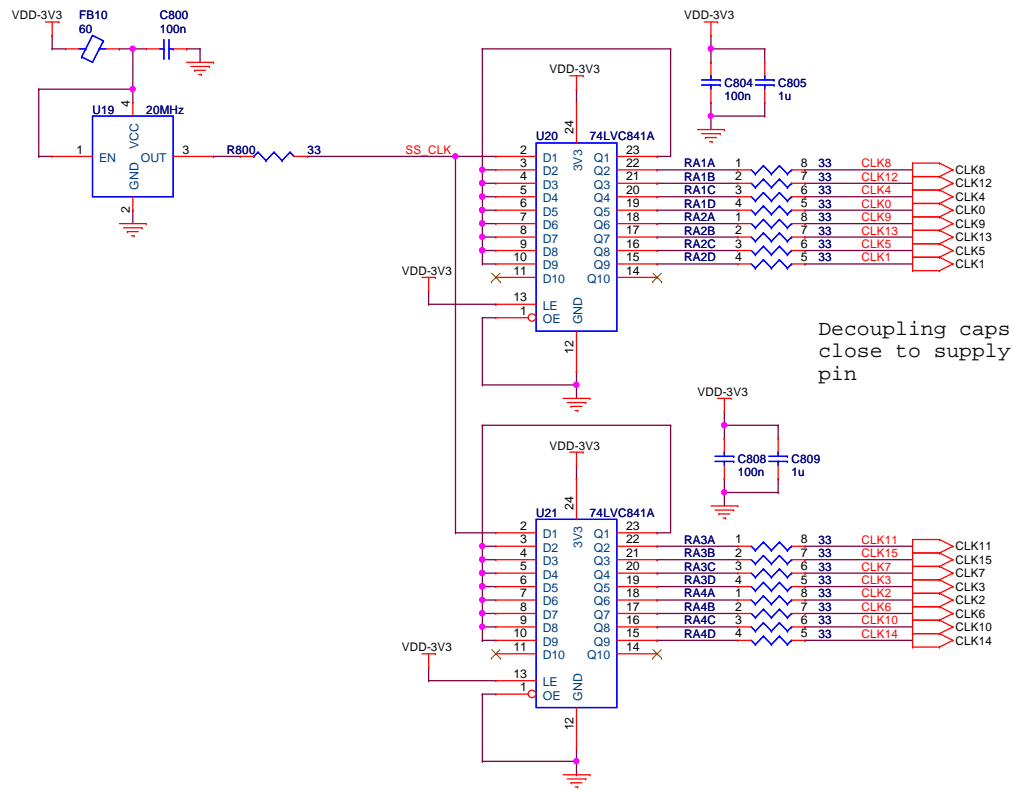 VDD-3V3
FB10
60
C800
100n
U19
20MHz
4
VCC
1
EN
OUT
3
GND
2
R800
33
SS_CLK
VDD-3V3
24
U20
74LVC841A
3V3
2 D1 Q1 23
3 D2 Q2 22 RA1A 1 8 33 CLK8 CLK8
4 D3 Q3 21 RA1B 2 7 33 CLK12 CLK12
5 D4 Q4 20 RA1C 3 6 33 CLK4 CLK4
6 D5 Q5 19 RA1D 4 5 33 CLK0 CLK0
7 D6 Q6 18 RA2A 1 8 33 CLK9 CLK9
8 D7 Q7 17 RA2B 2 7 33 CLK13 CLK13
9 D8 Q8 16 RA2C 3 6 33 CLK5 CLK5
10 D9 Q9 15 RA2D 4 5 33 CLK1 CLK1
11 D10 Q10 14
VDD-3V3
13 LE
1 OE
GND
12
VDD-3V3
C804
100n
C805
1u
Decoupling caps
close to supply
pin
VDD-3V3
C808
100n
C809
1u
VDD-3V3
24
U21
74LVC841A
3V3
2 D1 Q1 23
3 D2 Q2 22 RA3A 1 8 33 CLK11 CLK11
4 D3 Q3 21 RA3B 2 7 33 CLK15 CLK15
5 D4 Q4 20 RA3C 3 6 33 CLK7 CLK7
6 D5 Q5 19 RA3D 4 5 33 CLK3 CLK3
7 D6 Q6 18 RA4A 1 8 33 CLK2 CLK2
8 D7 Q7 17 RA4B 2 7 33 CLK6 CLK6
9 D8 Q8 16 RA4C 3 6 33 CLK10 CLK10
10 D9 Q9 15 RA4D 4 5 33 CLK14 CLK14
11 D10 Q10 14
VDD-3V3
13 LE
1 OE
GND
12